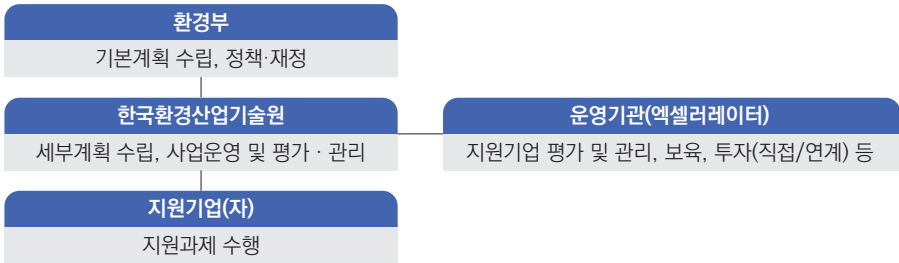 환경부
기본계획 수립, 정책·재정
한국환경산업기술원
세부계획 수립, 사업운영 및 평가 · 관리
운영기관(엑셀러레이터)
지원기업 평가 및 관리, 보육, 투자(직접/연계) 등
지원기업(자)
지원과제 수행